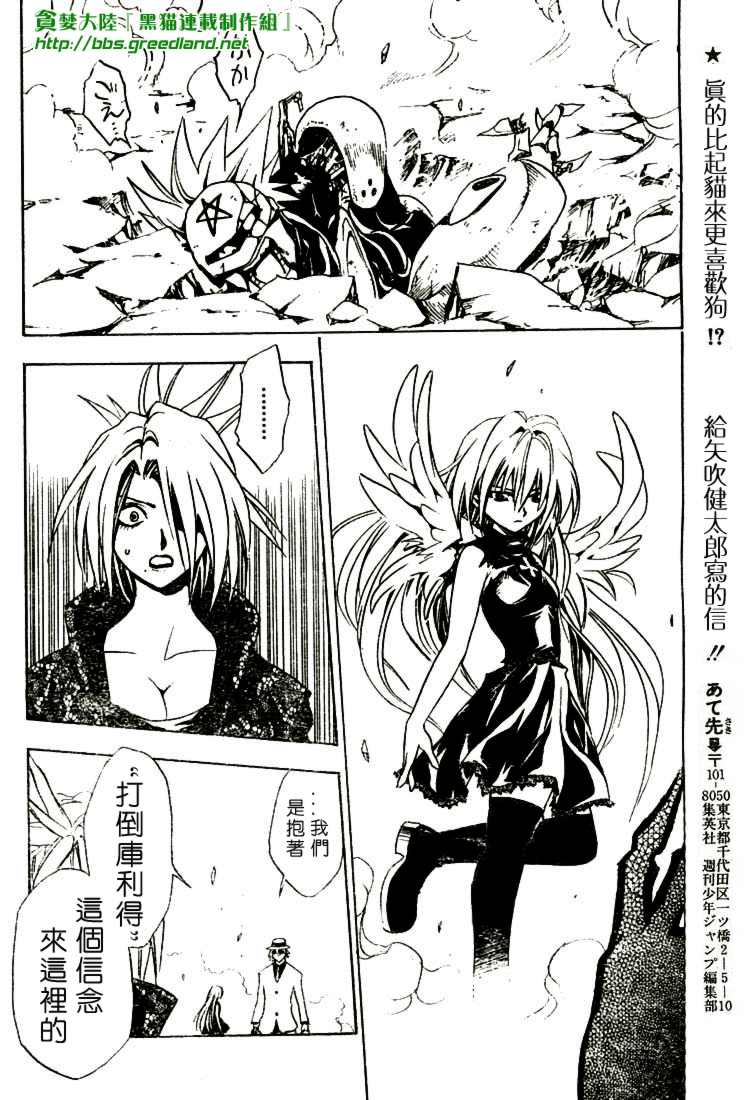 貪婪大陸『黑猫連載制作組』
http://bbs.greedland.net
★ 眞的比起貓來更喜歡狗!? 給矢吹健太郎寫的信!! あて先➡〒101-8050東京都千代田区一ツ橋2—5—10
集英社 週刊少年ジャンプ編集部
さき
…………
…我們
是抱著
“打倒庫利得”
這個信念
來這裡的